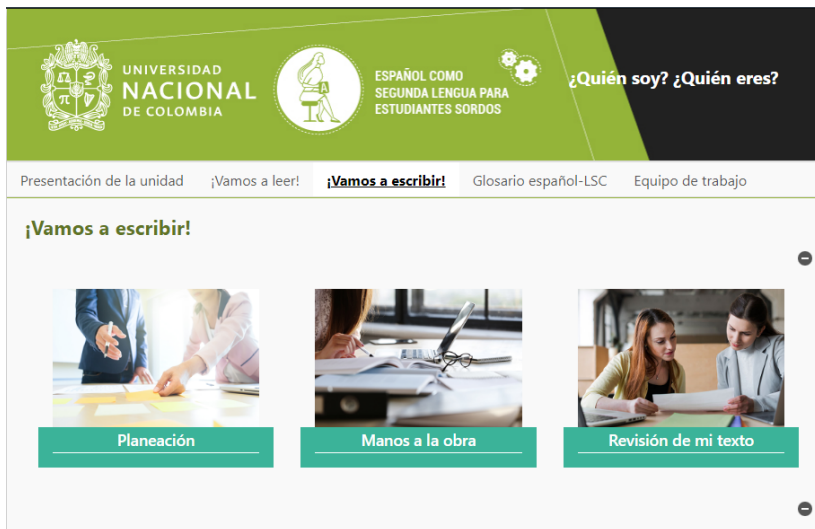 UNIVERSIDAD
NACIONAL
DE COLOMBIA
A
ESPAÑOL COMO
SEGUNDA LENGUA PARA
ESTUDIANTES SORDOS
¿Quién soy? ¿Quién eres?
Presentación de la unidad ¡Vamos a leer! ¡Vamos a escribir! Glosario español-LSC Equipo de trabajo
¡Vamos a escribir!
Planeación Manos a la obra Revisión de mi texto